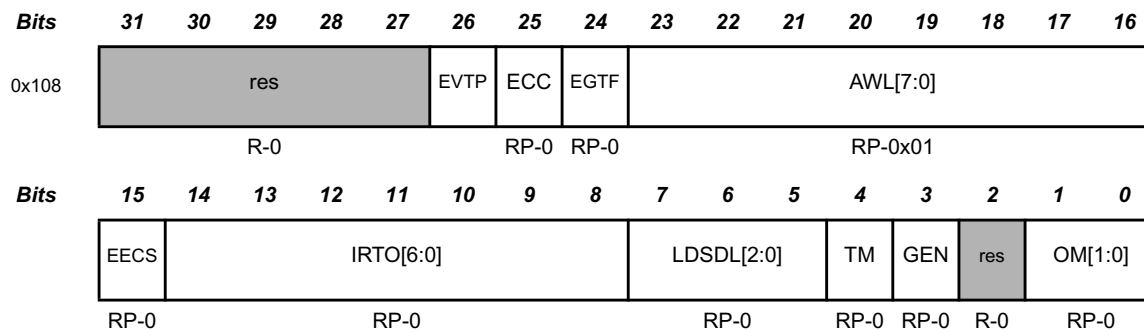 Bits 31 30 29 28 27 26 25 24 23 22 21 20 19 18 17 16
0x108 res EVTP ECC EGTF AWL[7:0]
R-0 RP-0 RP-0 RP-0x01
Bits 15 14 13 12 11 10 9 8 7 6 5 4 3 2 1 0
EECS IRTO[6:0] LDSDL[2:0] TM GEN res OM[1:0]
RP-0 RP-0 RP-0 RP-0 RP-0 R-0 RP-0